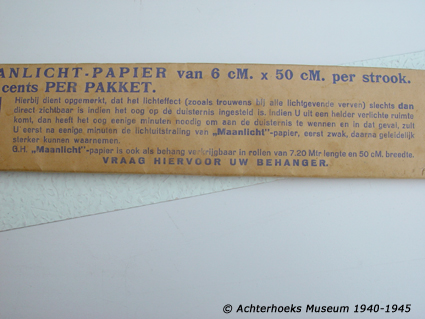 ANLICHT-PAPIER van 6 cM. x 50 cM. per strook.
cents PER PAKKET.
Hierbij dient opgemerkt, dat het lichteffect (zooals trouwens bij alle lichtgevende verven) slechts dan
direct zichtbaar is indien het oog op de duisternis ingesteld is. Indien U uit een helder verlichte ruimte
komt, dan heeft het oog eenige minuten noodig om aan de duisternis te wennen en in dat geval, zult
U eerst na eenige minuten de lichtuitstraling van „Maanlicht"-papier, eerst zwak, daarna geleidelijk
sterker kunnen waarnemen.
G.H. „Maanlicht"-papier is ook als behang verkrijgbaar in rollen van 7,20 Mtr lengte en 50 cM. breedte.
VRAAG HIERVOOR UW BEHANGER.
© Achterhoeks Museum 1940-1945